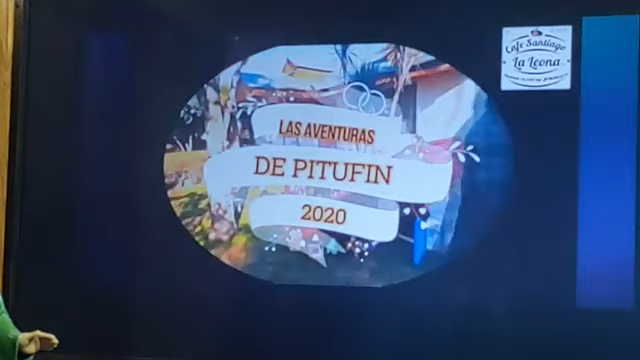 Cafe Santiago
La Leona
LAS AVENTURAS
DE PITUFIN
2020